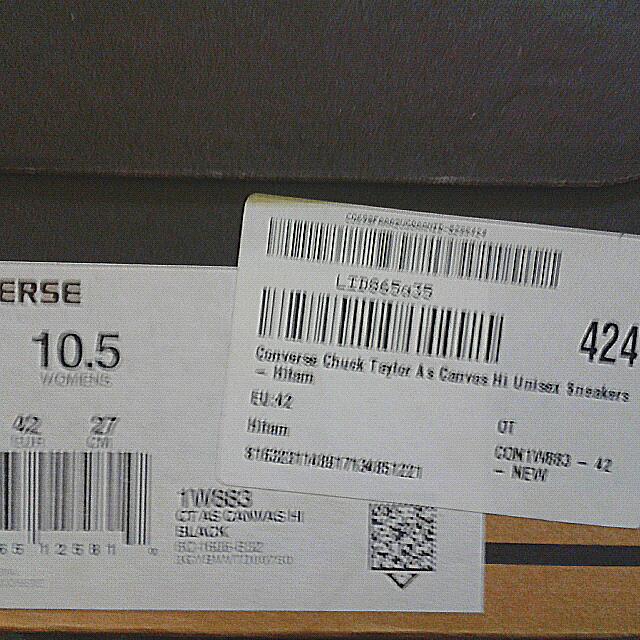 ERSE
10.5
WOMENS
42
27
EUR
CM
1W883
CT AS CANVAS HI
BLACK
LTD865a35
424
Converse Chuck Taylor As Canvas Hi Unisex Sneakers
- Hitam
EU:42
Hitam
OT
CON1W883 - 42
- NEW